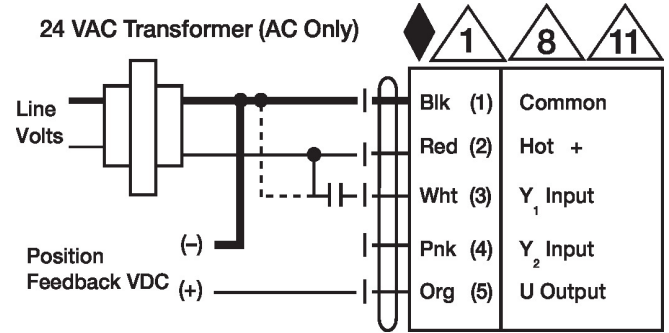 24 VAC Transformer (AC Only)
1 8 11
Line
Volts
Blk (1) Common
Red (2) Hot +
Wht (3) Y1 Input
Pnk (4) Y2 Input
Org (5) U Output
Position
Feedback VDC
(–)
(+)